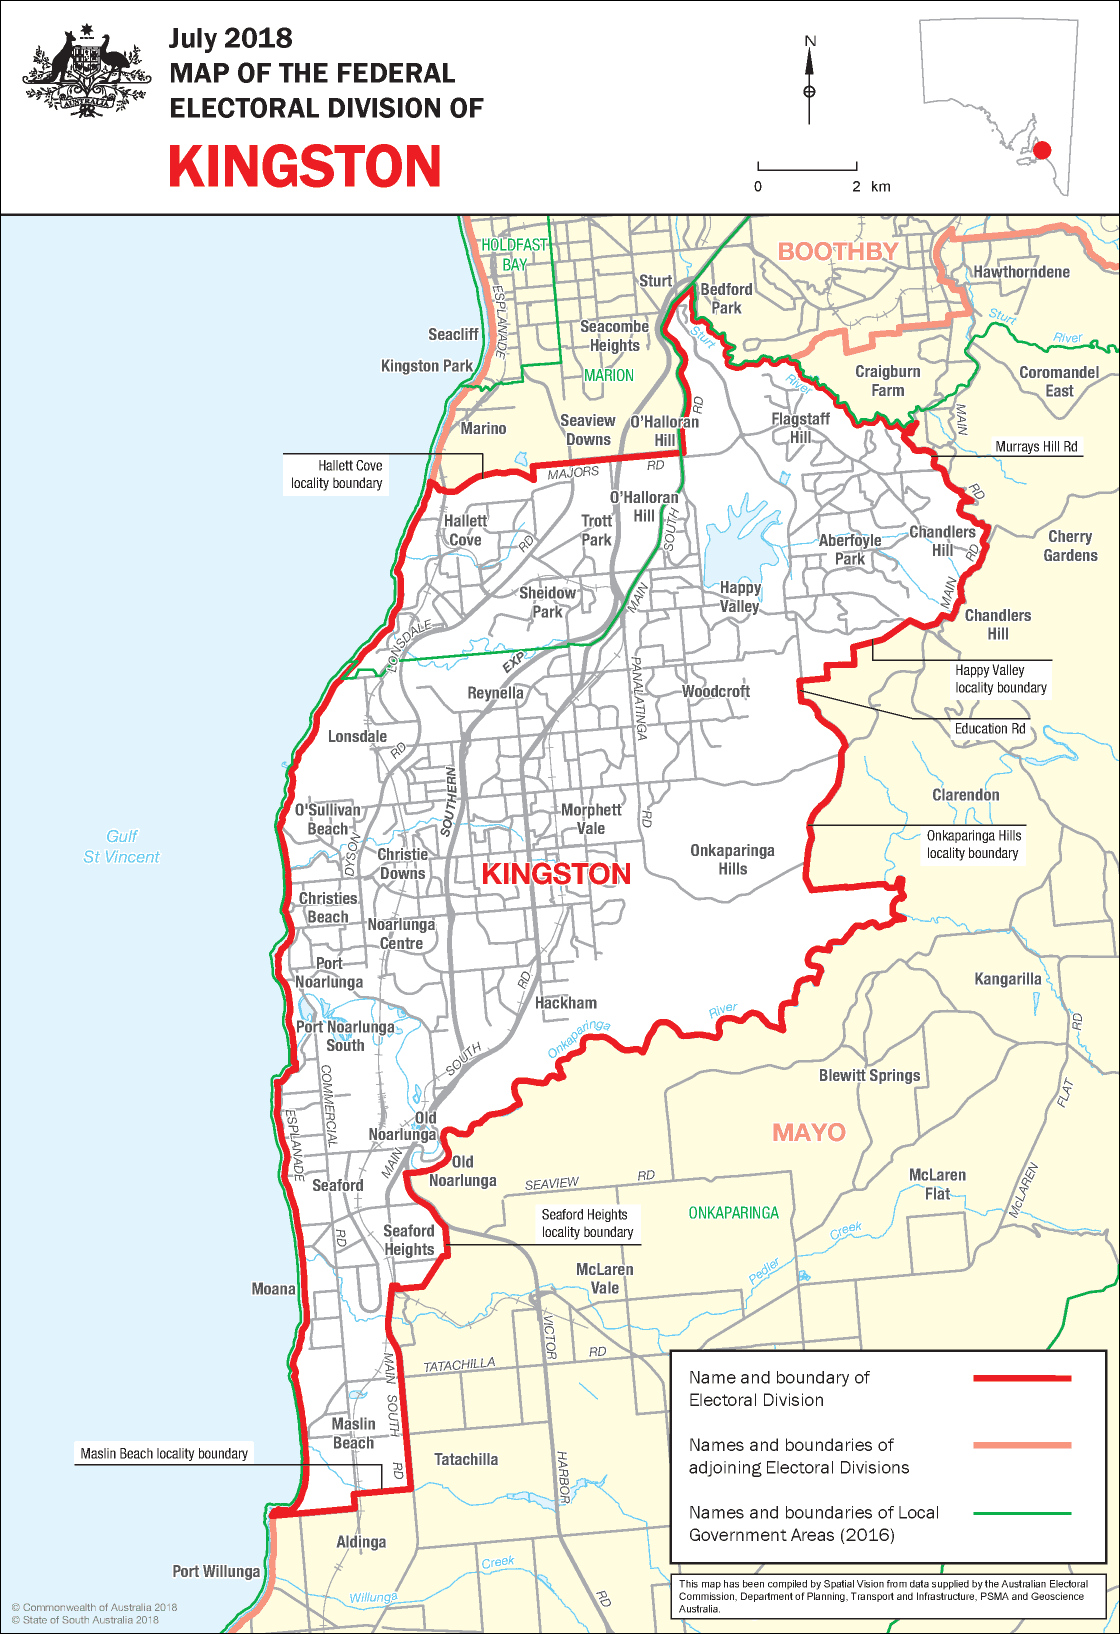 July 2018
MAP OF THE FEDERAL
ELECTORAL DIVISION OF
KINGSTON
AUSTRALIA
N
0 2 km
HOLDFAST
BAY
BOOTHBY
Hawthorndene
Sturt
Bedford
Park
ESPLANADE
Seacliff
Seacombe
Heights
Sturt
River
Sturt
River
Kingston Park
MARION
Craigburn
Farm
Coromandel
East
RD
MAIN
Marino
Seaview
Downs
O'Halloran
Hill
Flagstaff
Hill
Murrays Hill Rd
Hallett Cove
locality boundary
MAJORS
RD
RD
O'Halloran
Hill
Hallett
Cove
Trott
Park
SOUTH
RD
Aberfoyle
Park
Chandlers
Hill
Cherry
Gardens
RD
Sheidow
Park
MAIN
Happy
Valley
MAIN
Chandlers
Hill
LONSDALE
EXP
Happy Valley
locality boundary
Reynella
PANALATINGA
Woodcroft
Education Rd
Lonsdale
RD
SOUTHERN
Clarendon
O'Sullivan
Beach
Morphett
Vale
RD
Onkaparinga Hills
locality boundary
Gulf
St Vincent
DYSON
Christie
Downs
Onkaparinga
Hills
KINGSTON
Christies
Beach
Noarlunga
Centre
Port
Noarlunga
RD
Kangarilla
Hackham
River
RD
Port Noarlunga
South
Onkaparinga
SOUTH
Blewitt Springs
COMMERCIAL
FLAT
ESPLANADE
Old
Noarlunga
MAYO
MAIN
Old
Noarlunga
SEAVIEW
RD
McLaren
Flat
McLAREN
Seaford
ONKAPARINGA
Seaford Heights
locality boundary
RD
Seaford
Heights
Creek
McLaren
Vale
Pedler
Moana
VICTOR
TATACHILLA
RD
MAIN
SOUTH
RD
Name and boundary of
Electoral Division
Maslin
Beach
Maslin Beach locality boundary
Tatachilla
HARBOR
Names and boundaries of
adjoining Electoral Divisions
Names and boundaries of Local
Government Areas (2016)
Aldinga
Port Willunga
Creek
Willunga
RD
This map has been compiled by Spatial Vision from data supplied by the Australian Electoral
Commission, Department of Planning, Transport and Infrastructure, PSMA and Geoscience
Australia.
© Commonwealth of Australia 2018
© State of South Australia 2018